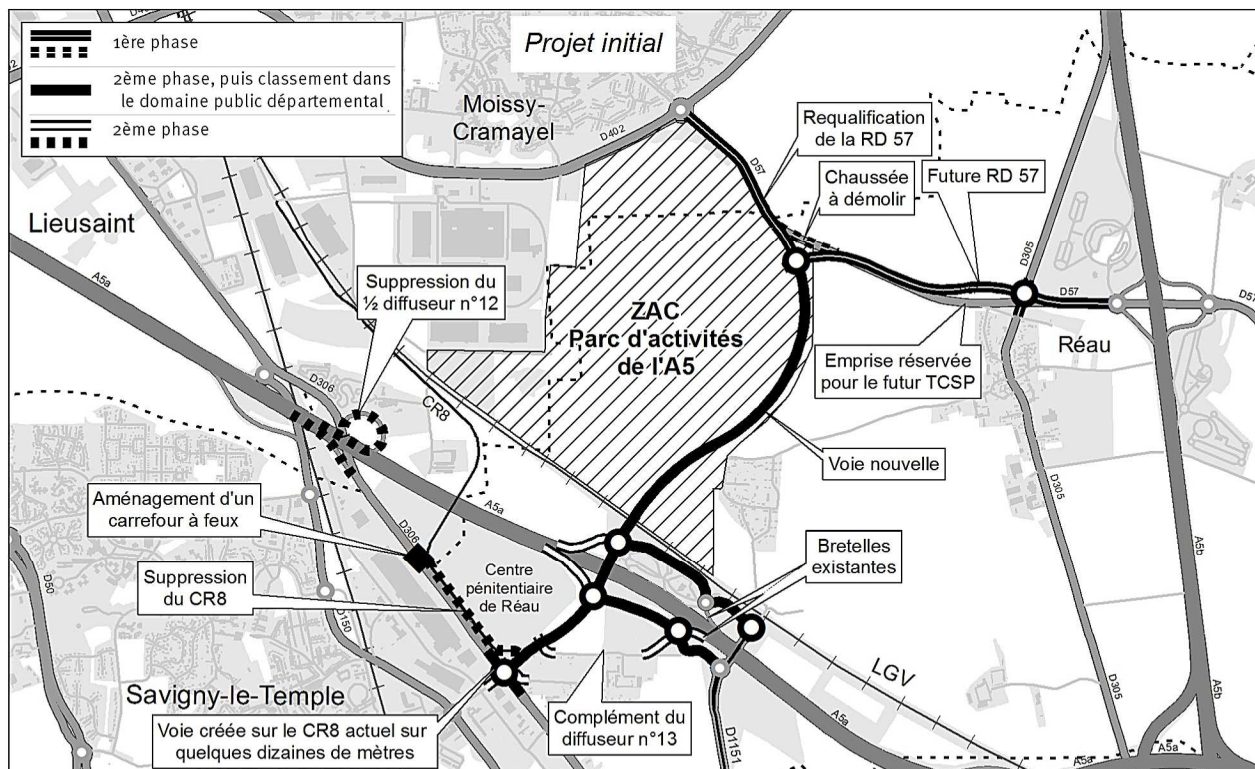 Projet initial
1ère phase
2ème phase, puis classement dans
le domaine public départemental
2ème phase
Moissy-
Cramayel
D402
D57
Requalification
de la RD 57
Chaussée
à démolir
Future RD 57
D305
Lieusaint
A5a
Suppression du
½ diffuseur n°12
D306
CR8
ZAC
Parc d'activités
de l'A5
D57
D57
Réau
Emprise réservée
pour le futur TCSP
Voie nouvelle
Aménagement d'un
carrefour à feux
D306
A5a
Bretelles
existantes
D305
A5b
Suppression
du CR8
Centre
pénitentiaire
de Réau
D50
D150
LGV
Savigny-le-Temple
D305
A5b
Voie créée sur le CR8 actuel sur
quelques dizaines de mètres
Complément du
diffuseur n°13
D1151
A5a
A5a
A5a